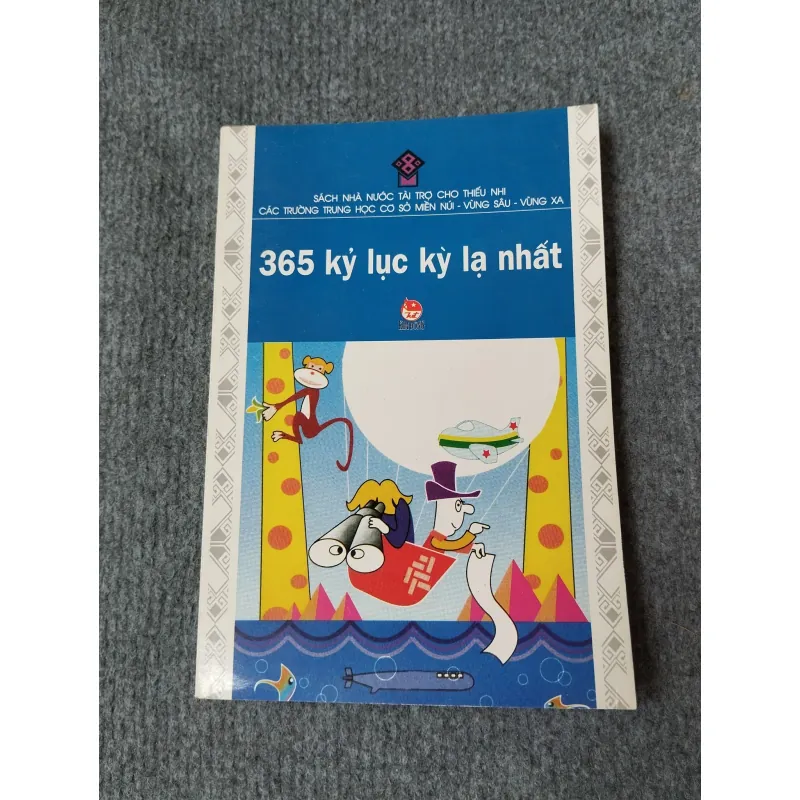 SÁCH NHÀ NƯỚC TÀI TRỢ CHO THIẾU NHI
CÁC TRƯỜNG TRUNG HỌC CƠ SỞ MIỀN NÚI - VÙNG SÂU - VÙNG XA
365 kỷ lục kỳ lạ nhất